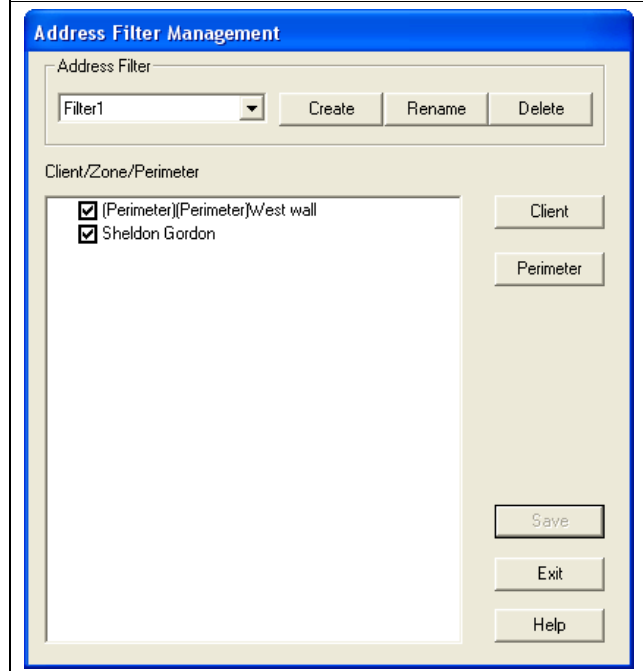 Address Filter Management
Address Filter
Filter1
Create
Rename
Delete
Client/Zone/Perimeter
(Perimeter)(Perimeter)West wall
Sheldon Gordon
Client
Perimeter
Save
Exit
Help